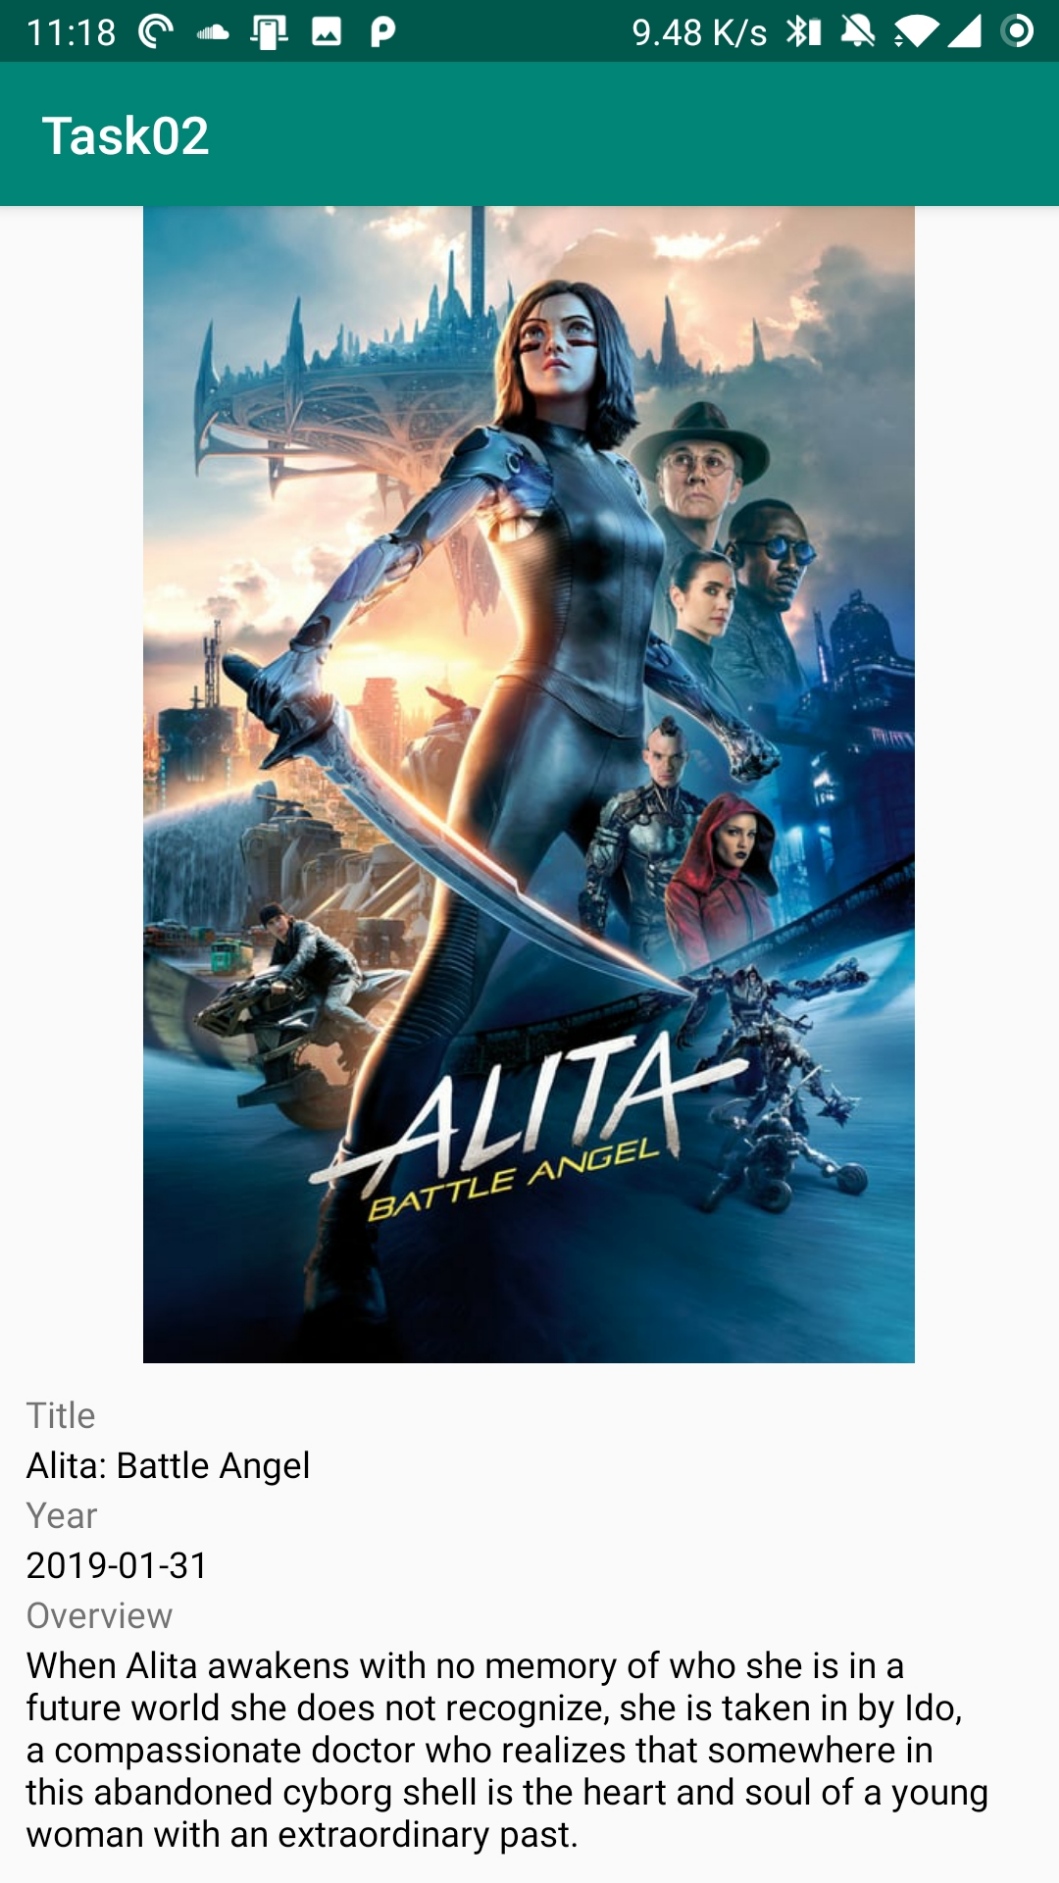 11:18
9.48 K/s
Task02
ALITA
BATTLE ANGEL
Title
Alita: Battle Angel
Year
2019-01-31
Overview
When Alita awakens with no memory of who she is in a
future world she does not recognize, she is taken in by Ido,
a compassionate doctor who realizes that somewhere in
this abandoned cyborg shell is the heart and soul of a young
woman with an extraordinary past.